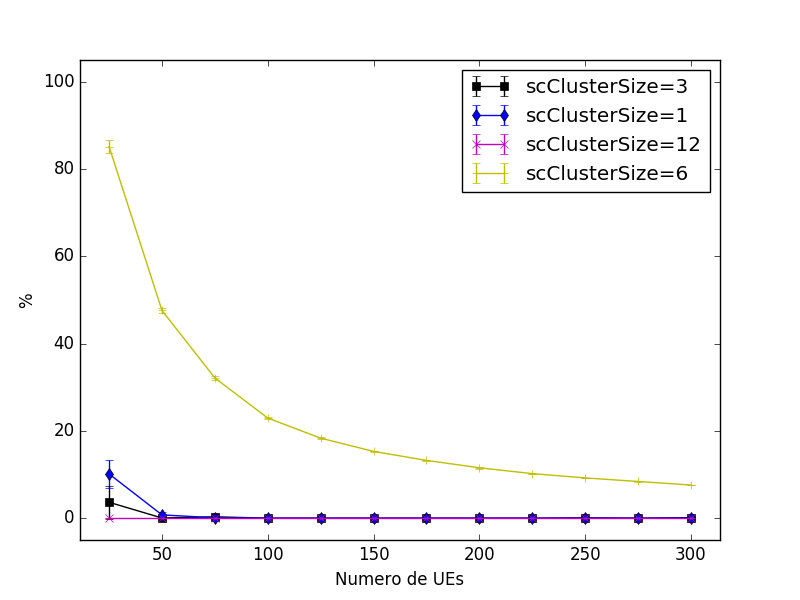 100
80
60
40
20
0
%
scClusterSize=3
scClusterSize=1
scClusterSize=12
scClusterSize=6
50 100 150 200 250 300
Numero de UEs